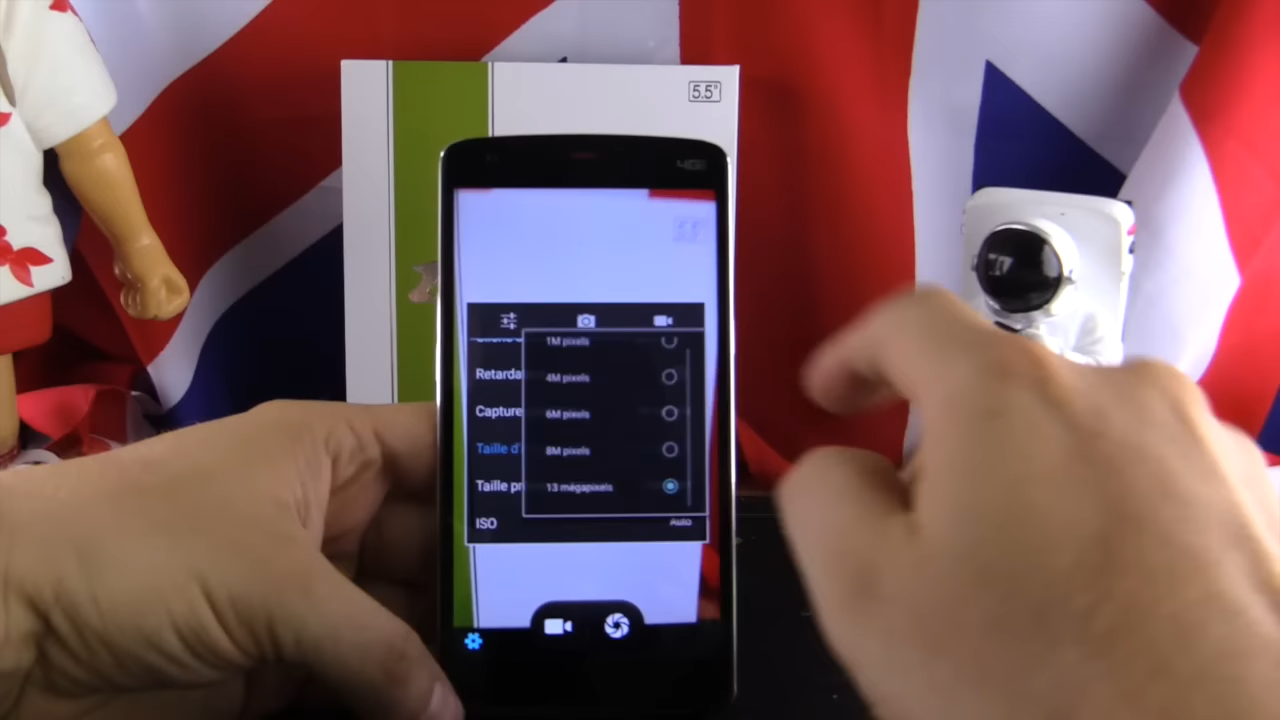 5.5"
1M pixels
Retarda
4M pixels
Capture
6M pixels
Taille d'
8M pixels
Taille pr
13 mégapixels
ISO
Auto